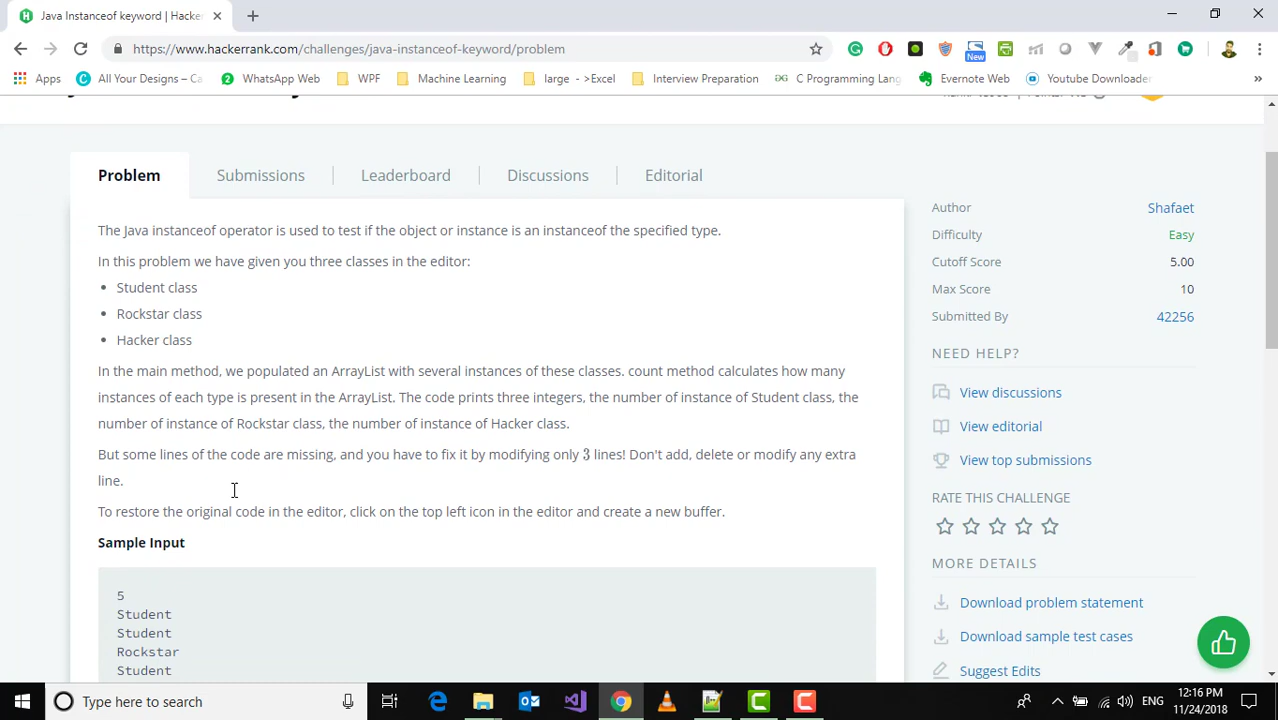 Java Instanceof keyword | Hacker
https://www.hackerrank.com/challenges/java-instanceof-keyword/problem
New
Apps
All Your Designs – Ca
WhatsApp Web
WPF
Machine Learning
large ->Excel
Interview Preparation
C Programming Lang
Evernote Web
Youtube Downloader
»
Problem
Submissions
Leaderboard
Discussions
Editorial
The Java instanceof operator is used to test if the object or instance is an instanceof the specified type.
In this problem we have given you three classes in the editor:
• Student class
• Rockstar class
• Hacker class
In the main method, we populated an ArrayList with several instances of these classes. count method calculates how many
instances of each type is present in the ArrayList. The code prints three integers, the number of instance of Student class, the
number of instance of Rockstar class, the number of instance of Hacker class.
But some lines of the code are missing, and you have to fix it by modifying only 3 lines! Don't add, delete or modify any extra
line.
To restore the original code in the editor, click on the top left icon in the editor and create a new buffer.
Sample Input
5
Student
Student
Rockstar
Student
Author Shafaet
Difficulty Easy
Cutoff Score 5.00
Max Score 10
Submitted By 42256
NEED HELP?
View discussions
View editorial
View top submissions
RATE THIS CHALLENGE
MORE DETAILS
Download problem statement
Download sample test cases
Suggest Edits
Type here to search
ENG
12:16 PM
11/24/2018